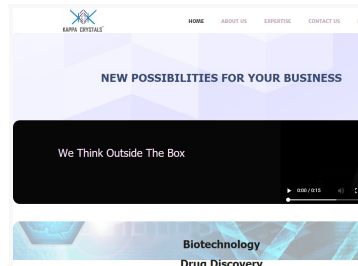 KAPPA CRYSTALS
HOME ABOUT US EXPERTISE CONTACT US
NEW POSSIBILITIES FOR YOUR BUSINESS
We Think Outside The Box
0:00 / 0:15
Biotechnology
Drug Discovery